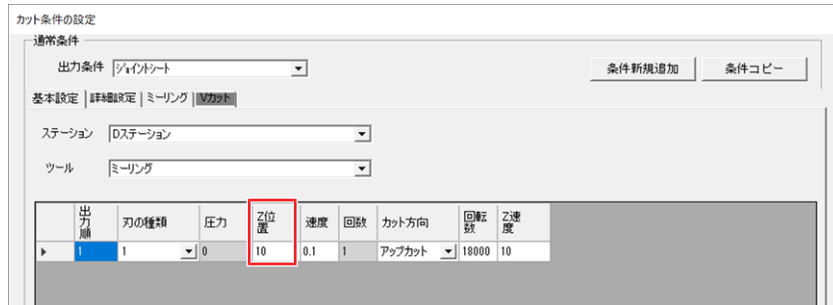 カット条件の設定
通常条件
出力条件 ジョイントシート
条件新規追加 条件コピー
基本設定 詳細設定 ミーリング Vカット
ステーション Dステーション
ツール ミーリング
出力順 刃の種類 圧力 Z位置 速度 回数 カット方向 回転数 Z速度
1 1 0 10 0.1 1 アップカット 18000 10